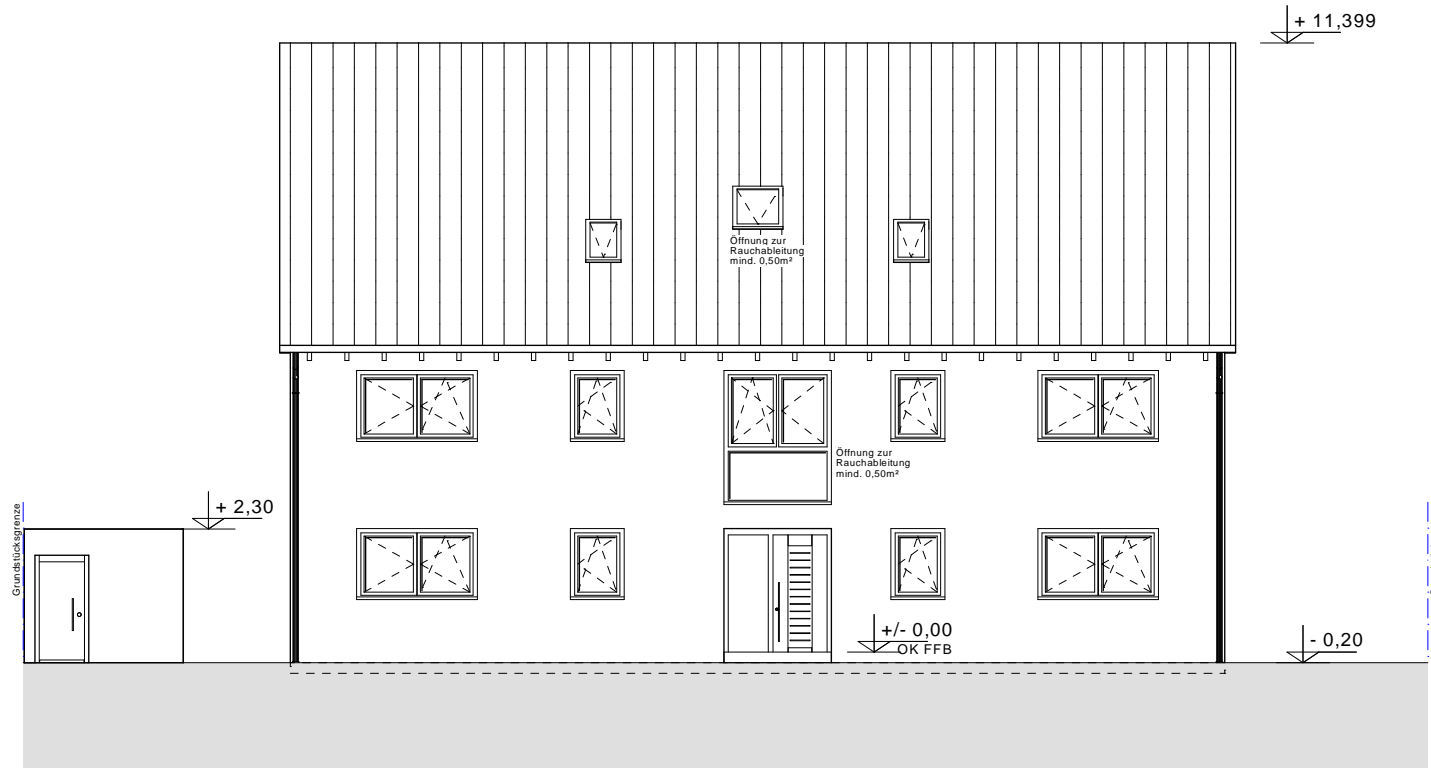 + 11,399
Öffnung zur
Rauchableitung
mind. 0,50m²
Öffnung zur
Rauchableitung
mind. 0,50m²
+ 2,30
Grundstücksgrenze
+/- 0,00
OK FFB
- 0,20